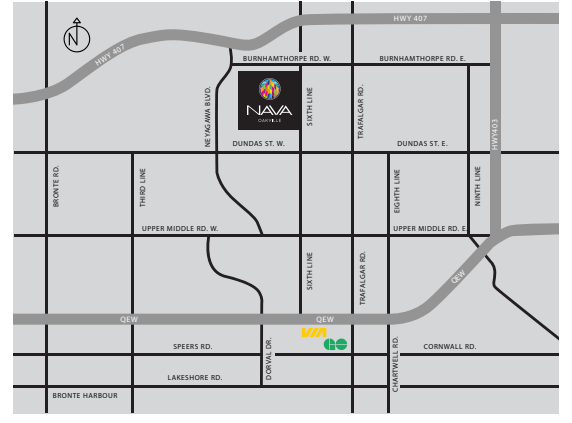 HWY 407
N
HWY 407
BURNHAMTHORPE RD. W.
BURNHAMTHORPE RD. E.
NEYAGAWA BLVD.
NAVA
OAKVILLE
SIXTH LINE
TRAFALGAR RD.
HWY403
DUNDAS ST. W.
DUNDAS ST. E.
BRONTE RD.
THIRD LINE
EIGHTH LINE
NINTH LINE
UPPER MIDDLE RD. W.
UPPER MIDDLE RD. E.
SIXTH LINE
TRAFALGAR RD.
QEW
QEW
QEW
VIA
GO
SPEERS RD.
DORVAL DR.
CHARTWELL RD.
CORNWALL RD.
LAKESHORE RD.
BRONTE HARBOUR